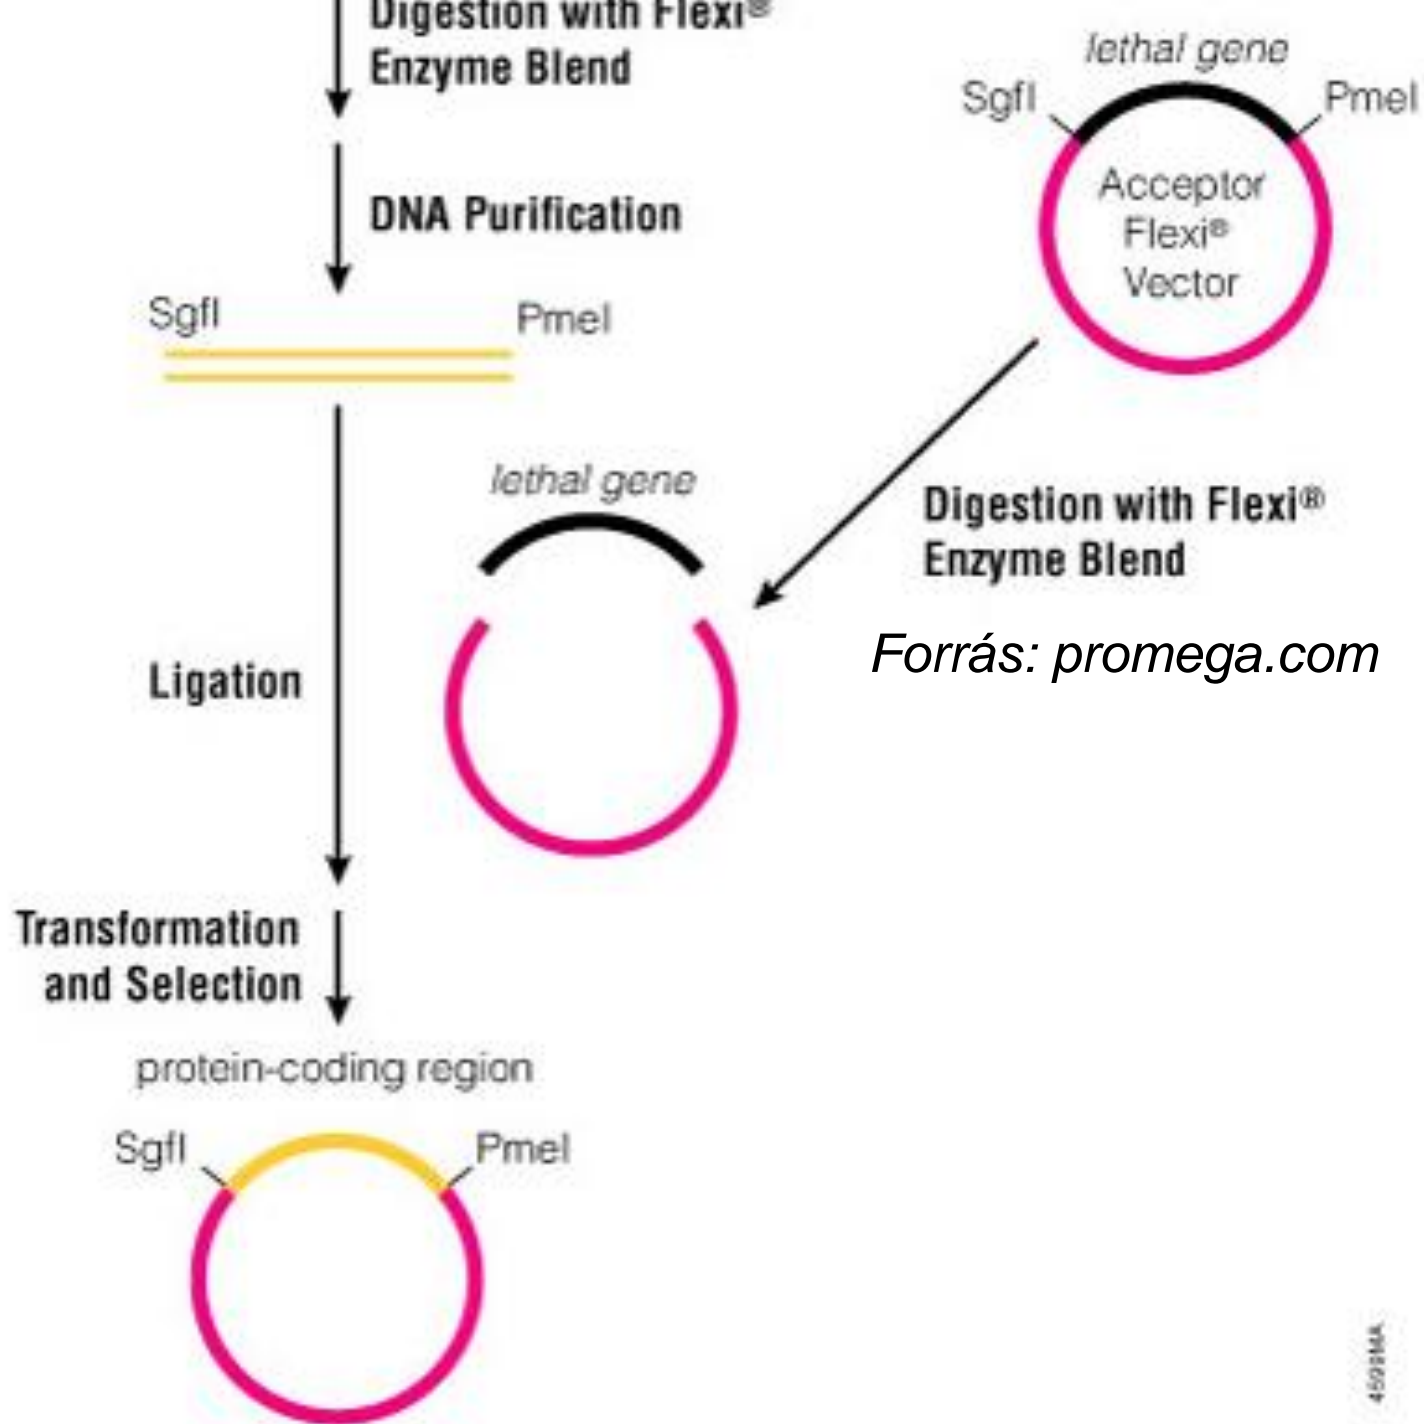 Digestion with Flexi®
Enzyme Blend
lethal gene
SgfI
PmeI
Acceptor
Flexi®
Vector
DNA Purification
SgfI
PmeI
lethal gene
Digestion with Flexi®
Enzyme Blend
Forrás: promega.com
Ligation
Transformation
and Selection
protein-coding region
SgfI
PmeI
4599MA